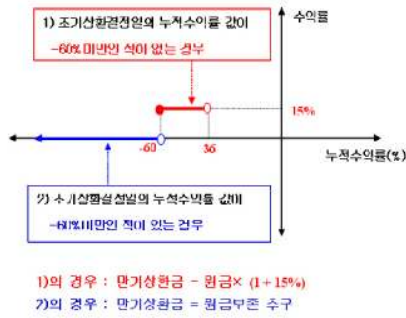 수익률
1) 조기상환결정일의 누적수익률 값이
-60%미만인 적이 없는 경우
15%
-60
36
누적수익률(%)
2) 조기상환결정일의 누적수익률 값이
-60%미만인 적이 있는 경우
1)의 경우 : 만기상환금 = 원금× (1+15%)
2)의 경우 : 만기상환금 = 원금보존 추구